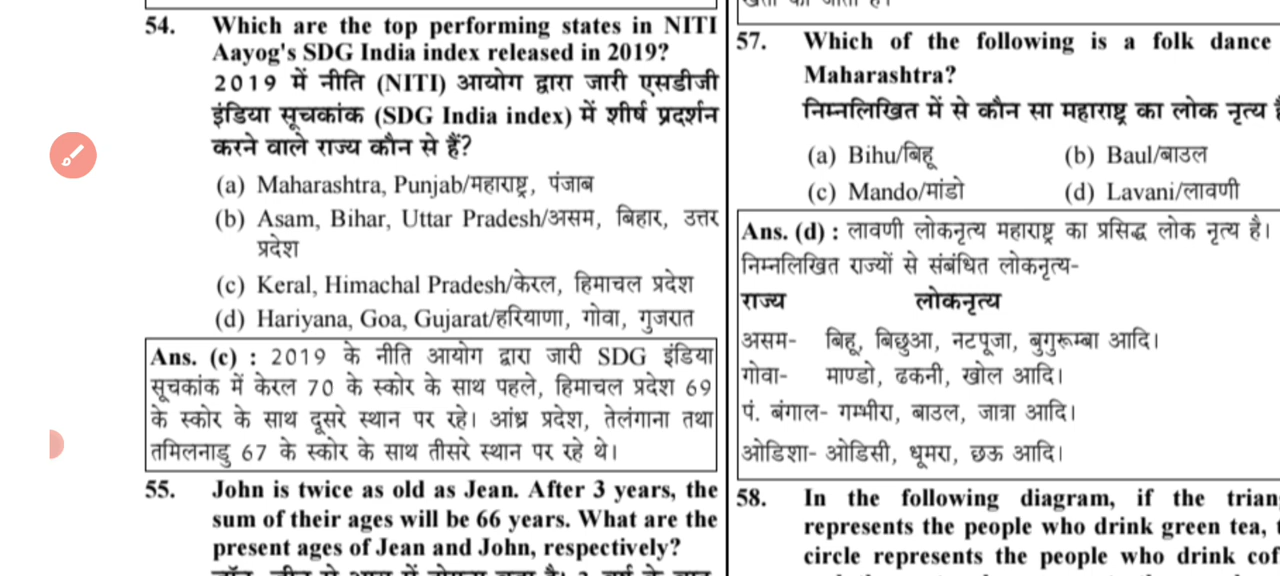 54. Which are the top performing states in NITI
Aayog's SDG India index released in 2019?
2019 में नीति (NITI) आयोग द्वारा जारी एसडीजी
इंडिया सूचकांक (SDG India index) में शीर्ष प्रदर्शन
करने वाले राज्य कौन से हैं?
(a) Maharashtra, Punjab/महाराष्ट्र, पंजाब
(b) Asam, Bihar, Uttar Pradesh/असम, बिहार, उत्तर
प्रदेश
(c) Keral, Himachal Pradesh/केरल, हिमाचल प्रदेश
(d) Hariyana, Goa, Gujarat/हरियाणा, गोवा, गुजरात
Ans. (c) : 2019 के नीति आयोग द्वारा जारी SDG इंडिया
सूचकांक में केरल 70 के स्कोर के साथ पहले, हिमाचल प्रदेश 69
के स्कोर के साथ दूसरे स्थान पर रहे। आंध्र प्रदेश, तेलंगाना तथा
तमिलनाडु 67 के स्कोर के साथ तीसरे स्थान पर रहे थे।
55. John is twice as old as Jean. After 3 years, the
sum of their ages will be 66 years. What are the
present ages of Jean and John, respectively?
57. Which of the following is a folk dance
Maharashtra?
निम्नलिखित में से कौन सा महाराष्ट्र का लोक नृत्य
(a) Bihu/बिहू (b) Baul/बाउल
(c) Mando/मांडो (d) Lavani/लावणी
Ans. (d) : लावणी लोकनृत्य महाराष्ट्र का प्रसिद्ध लोक नृत्य है।
निम्नलिखित राज्यों से संबंधित लोकनृत्य-
राज्य लोकनृत्य
असम- बिहू, बिछुआ, नटपूजा, बुगुरूम्बा आदि।
गोवा- माण्डो, ढकनी, खोल आदि।
पं. बंगाल- गम्भीरा, बाउल, जात्रा आदि।
ओडिशा- ओडिसी, धूमरा, छऊ आदि।
58. In the following diagram, if the trian
represents the people who drink green tea,
circle represents the people who drink cof